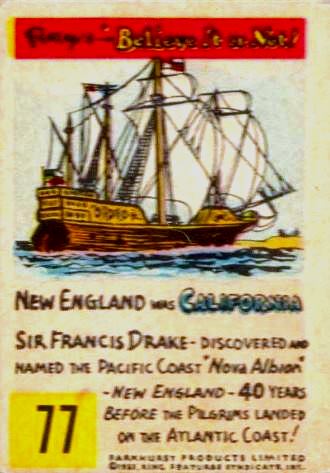 Ripley's — Believe It or Not!
NEW ENGLAND WAS CALIFORNIA
SIR FRANCIS DRAKE - DISCOVERED AND
NAMED THE PACIFIC COAST "Nova Albion"
- NEW ENGLAND - 40 YEARS
BEFORE THE PILGRIMS LANDED
ON THE ATLANTIC COAST!
77
PARKHURST PRODUCTS LIMITED
KING FEATURES SYNDICATE, INC.